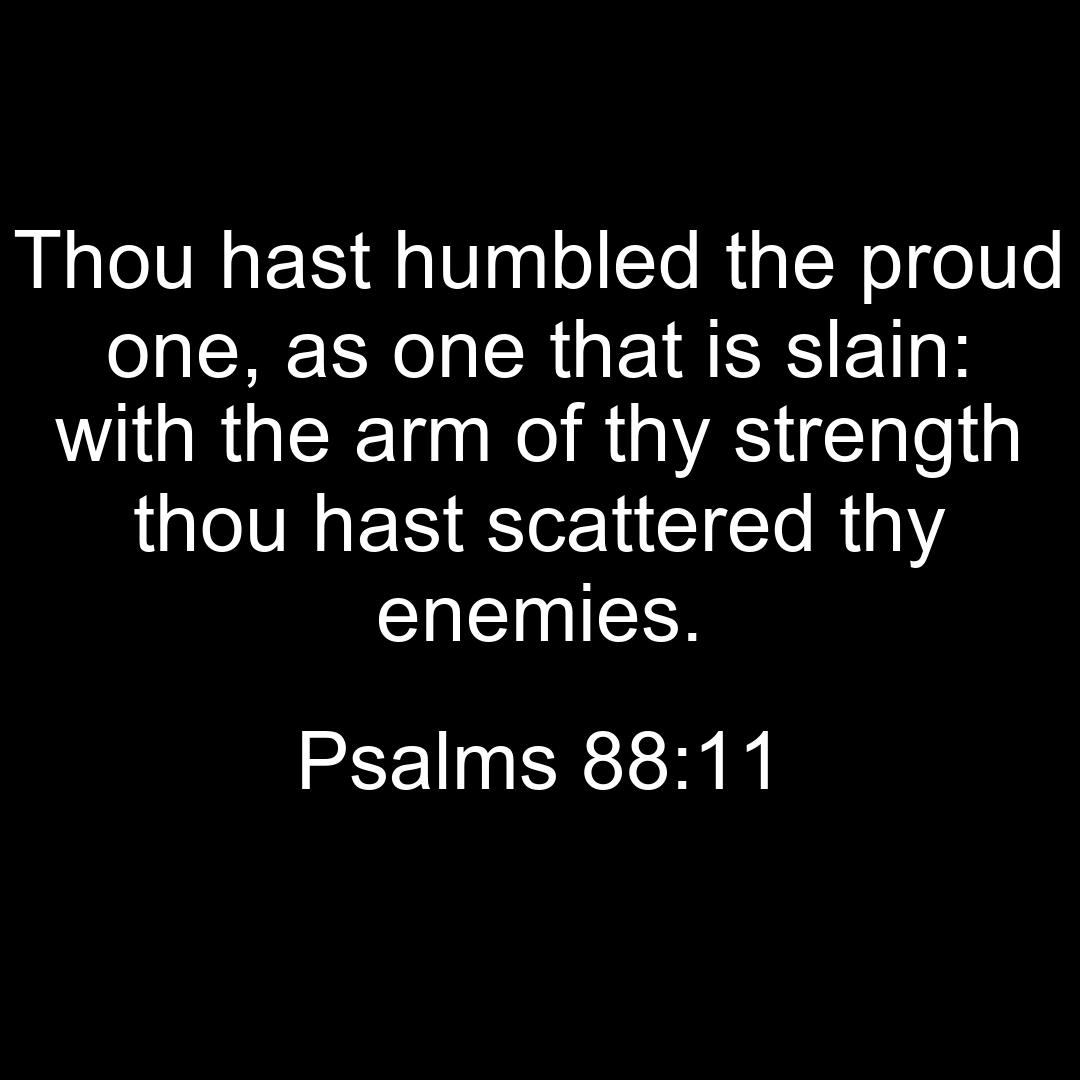 Thou hast humbled the proud
one, as one that is slain:
with the arm of thy strength
thou hast scattered thy
enemies.
Psalms 88:11